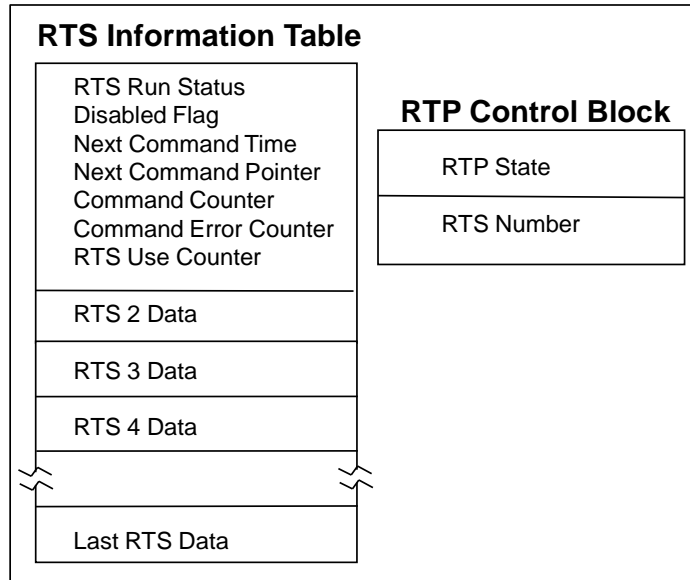 RTS Information Table
RTS Run Status
Disabled Flag
Next Command Time
Next Command Pointer
Command Counter
Command Error Counter
RTS Use Counter
RTS 2 Data
RTS 3 Data
RTS 4 Data
Last RTS Data
RTP Control Block
RTP State
RTS Number